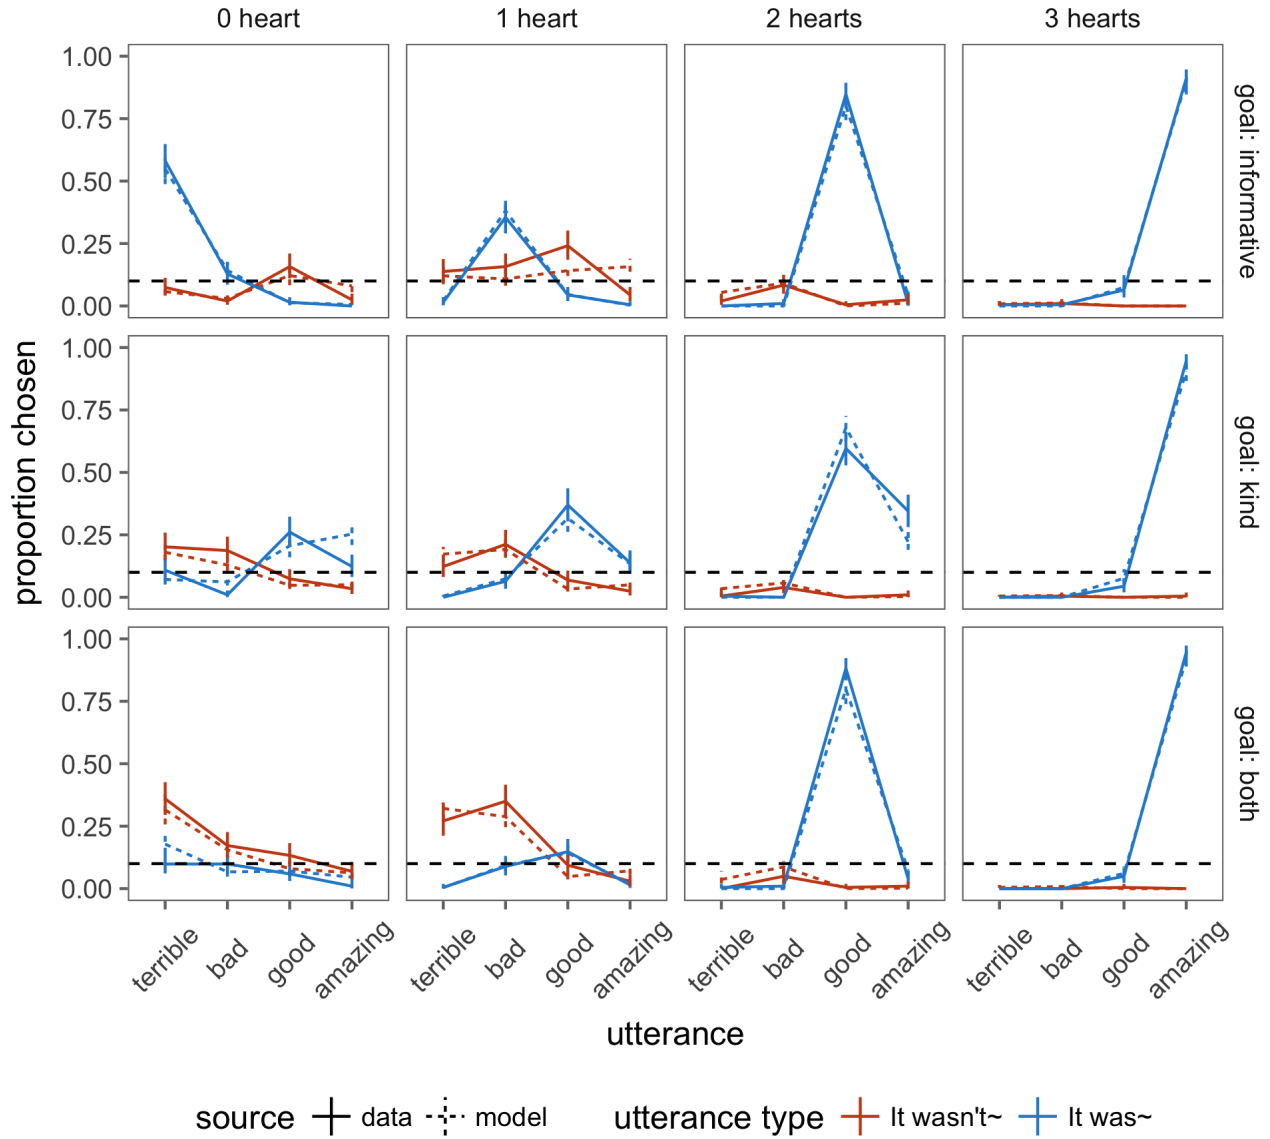 0 heart 1 heart 2 hearts 3 hearts
proportion chosen
1.00
0.75
0.50
0.25
0.00
goal: informative
1.00
0.75
0.50
0.25
0.00
goal: kind
1.00
0.75
0.50
0.25
0.00
goal: both
terrible bad good amazing terrible bad good amazing terrible bad good amazing terrible bad good amazing
utterance
source data model utterance type It wasn't~ It was~